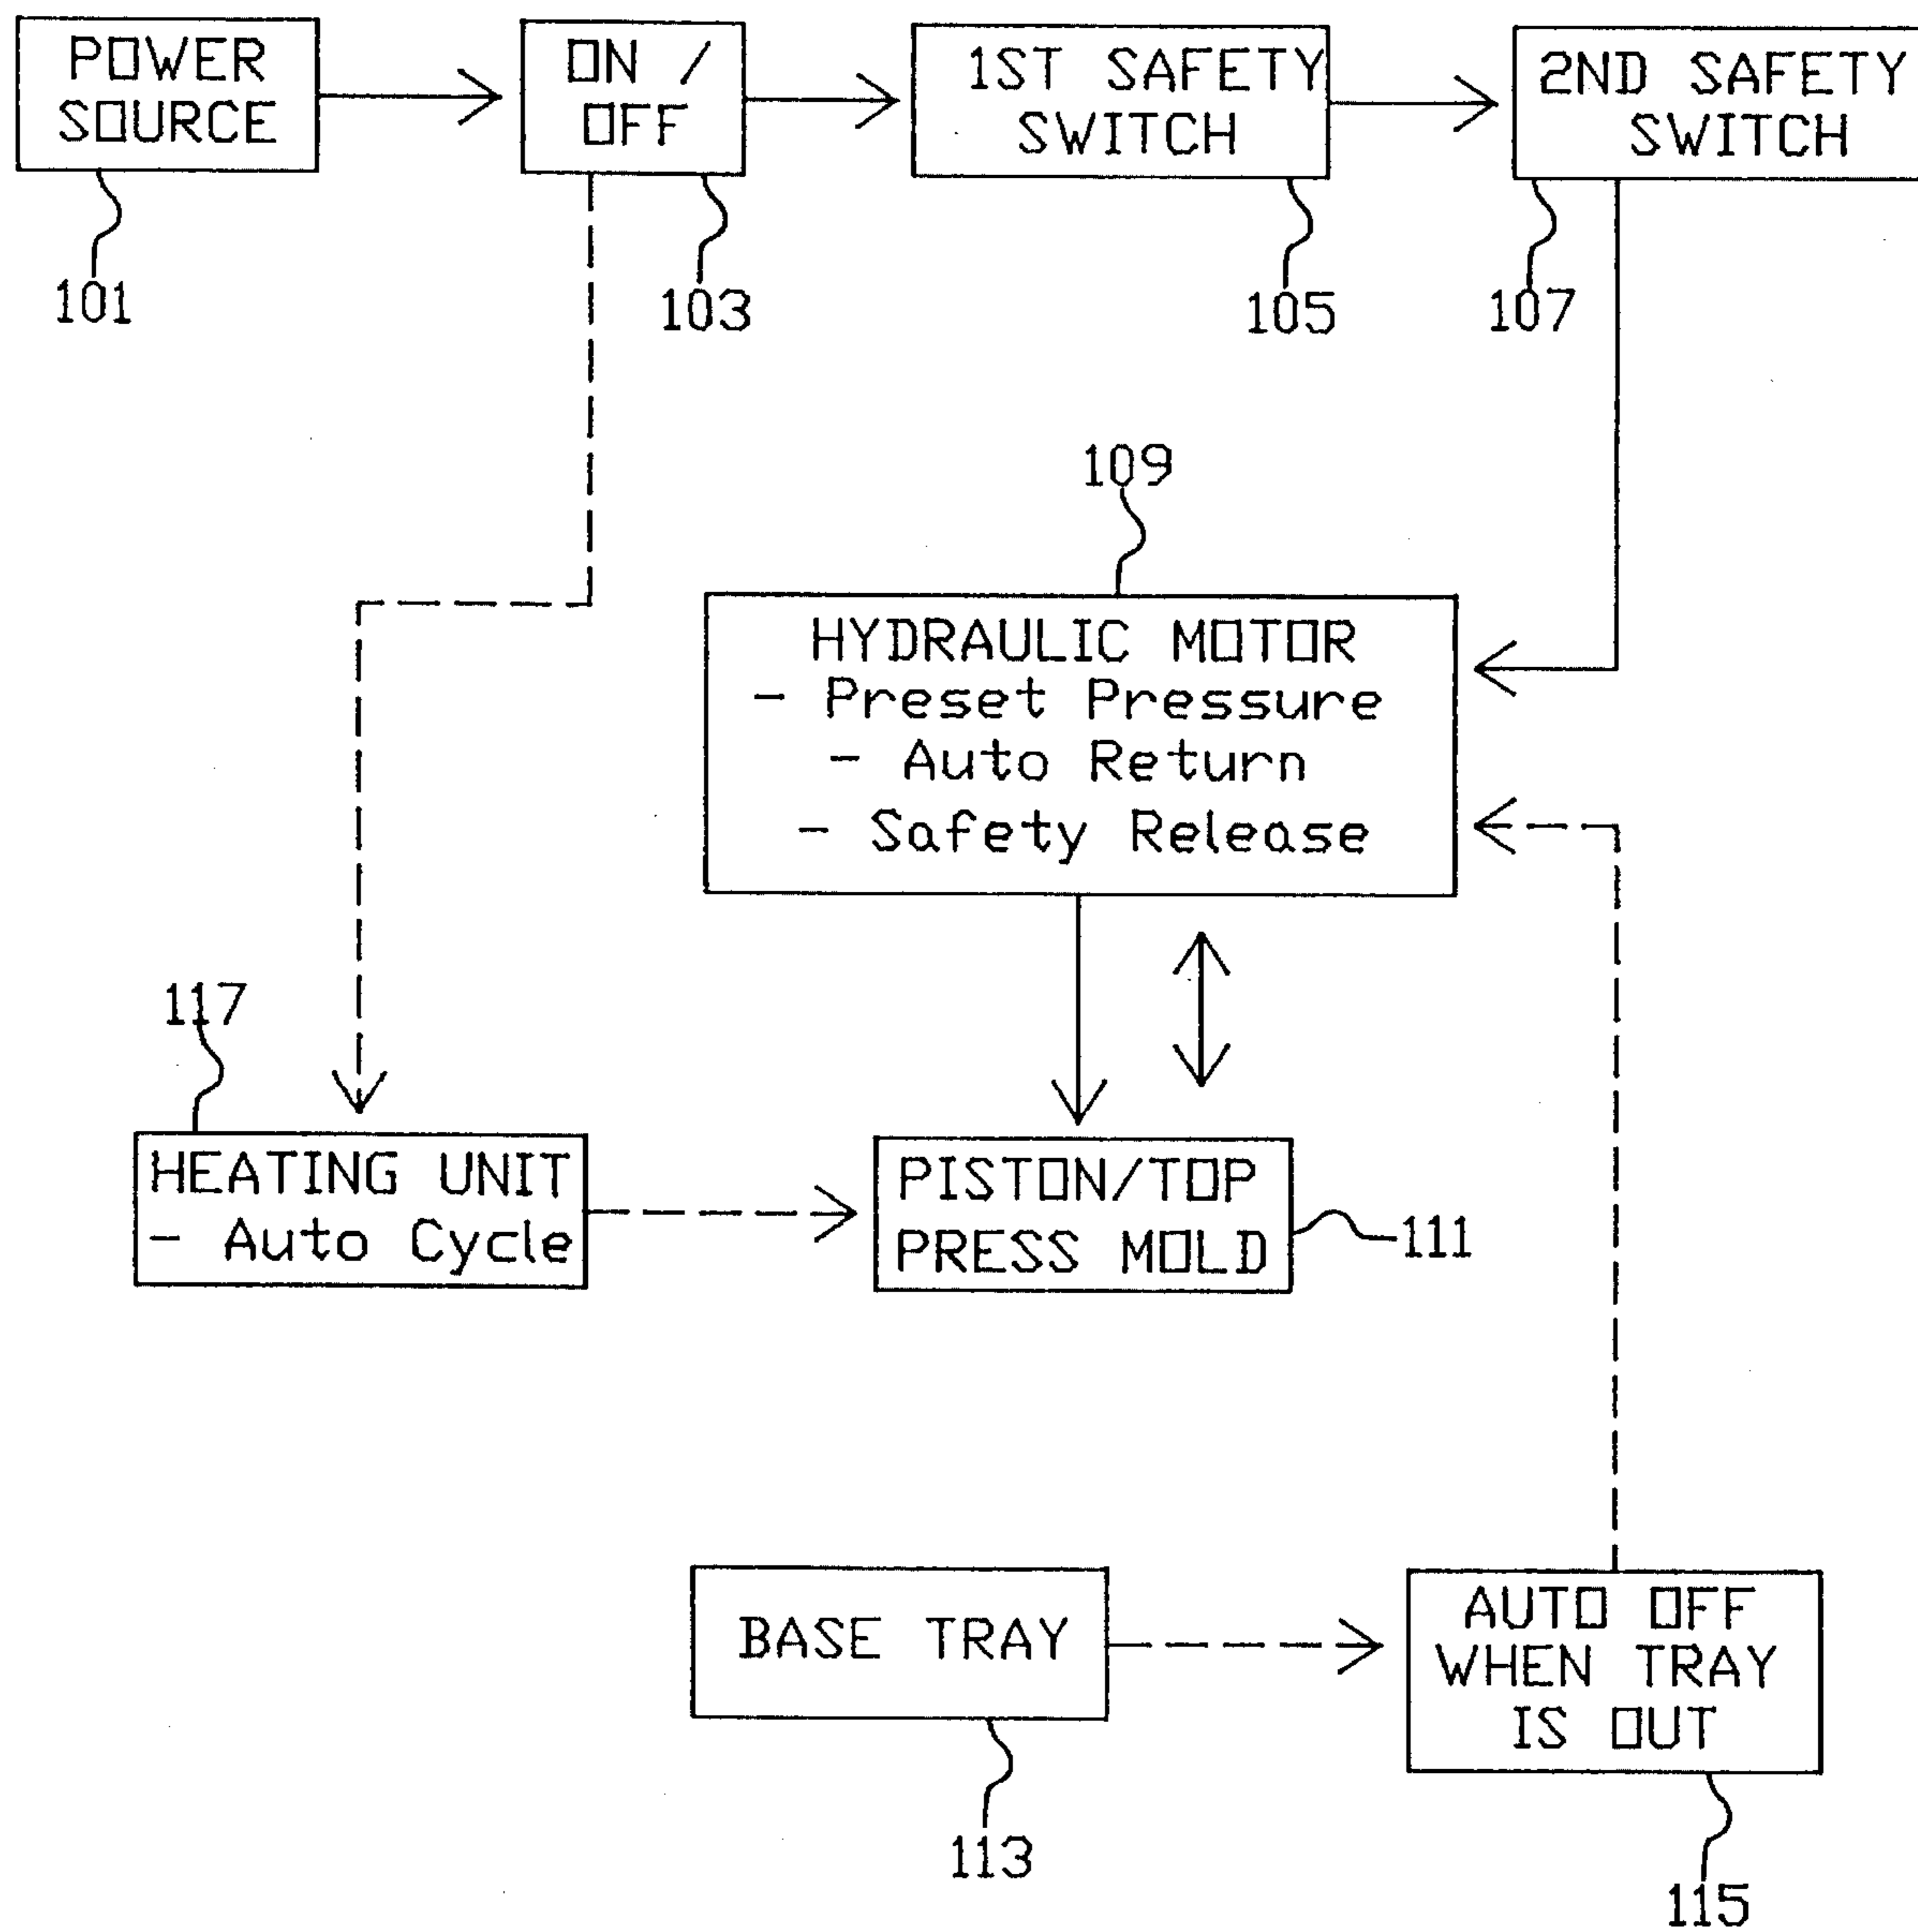 POWER
SOURCE
ON /
OFF
1ST SAFETY
SWITCH
2ND SAFETY
SWITCH
101
103
105
107
109
HYDRAULIC MOTOR
- Preset Pressure
- Auto Return
- Safety Release
117
HEATING UNIT
- Auto Cycle
PISTON/TOP
PRESS MOLD
111
BASE TRAY
AUTO OFF
WHEN TRAY
IS OUT
113
115